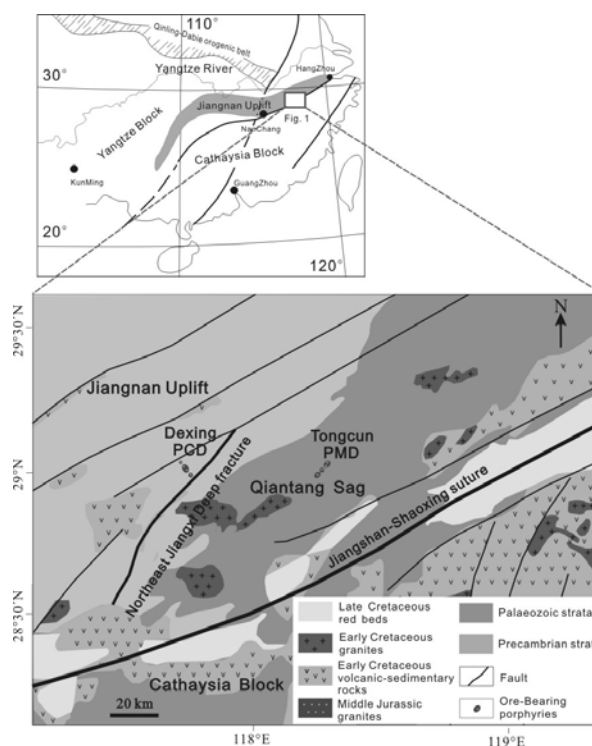 110°
Qinling-Dabie orogenic belt
Yangtze River
HangZhou
30°
Jiangnan Uplift
Fig. 1
NanChang
Yangtze Block
Cathaysia Block
KunMing
GuangZhou
20°
120°
N
29°30'N
Jiangnan Uplift
Dexing
PCD
Tongcun
PMD
29°N
Qiantang Sag
Northeast Jiangxi Deep fracture
Jiangshan-Shaoxing suture
28°30'N
Late Cretaceous
red beds
Palaeozoic strata
Early Cretaceous
granites
Precambrian strat
Early Cretaceous
volcanic-sedimentary
rocks
Fault
Middle Jurassic
granites
Ore-Bearing
porphyries
Cathaysia Block
20 km
118°E
119°E